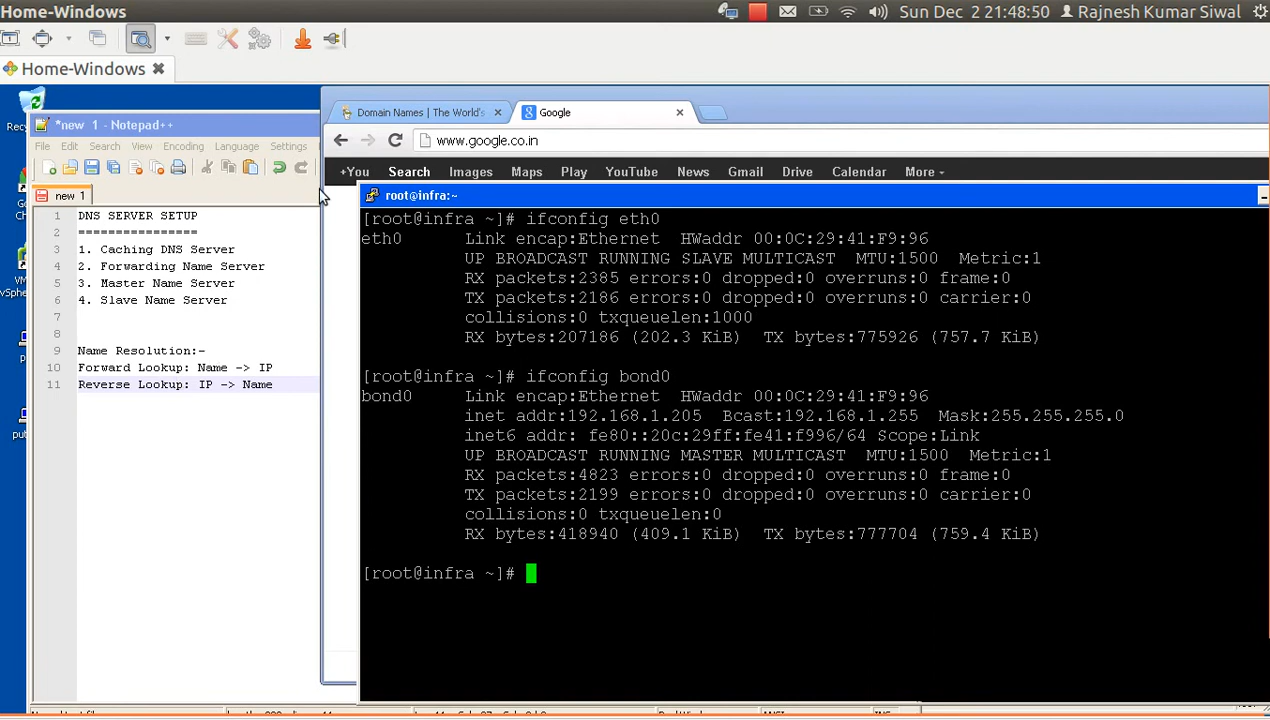 Home-Windows
Sun Dec 2 21:48:50
Rajnesh Kumar Siwal
Home-Windows
*new 1 - Notepad++
File Edit Search View Encoding Language Settings
new 1
1 DNS SERVER SETUP
2 ================
3 1. Caching DNS Server
4 2. Forwarding Name Server
5 3. Master Name Server
6 4. Slave Name Server
7
8
9 Name Resolution:-
10 Forward Lookup: Name -> IP
11 Reverse Lookup: IP -> Name
Domain Names | The World's
Google
www.google.co.in
+You Search Images Maps Play YouTube News Gmail Drive Calendar More
root@infra:~
[root@infra ~]# ifconfig eth0
eth0 Link encap:Ethernet HWaddr 00:0C:29:41:F9:96
UP BROADCAST RUNNING SLAVE MULTICAST MTU:1500 Metric:1
RX packets:2385 errors:0 dropped:0 overruns:0 frame:0
TX packets:2186 errors:0 dropped:0 overruns:0 carrier:0
collisions:0 txqueuelen:1000
RX bytes:207186 (202.3 KiB) TX bytes:775926 (757.7 KiB)
[root@infra ~]# ifconfig bond0
bond0 Link encap:Ethernet HWaddr 00:0C:29:41:F9:96
inet addr:192.168.1.205 Bcast:192.168.1.255 Mask:255.255.255.0
inet6 addr: fe80::20c:29ff:fe41:f996/64 Scope:Link
UP BROADCAST RUNNING MASTER MULTICAST MTU:1500 Metric:1
RX packets:4823 errors:0 dropped:0 overruns:0 frame:0
TX packets:2199 errors:0 dropped:0 overruns:0 carrier:0
collisions:0 txqueuelen:0
RX bytes:418940 (409.1 KiB) TX bytes:777704 (759.4 KiB)
[root@infra ~]#